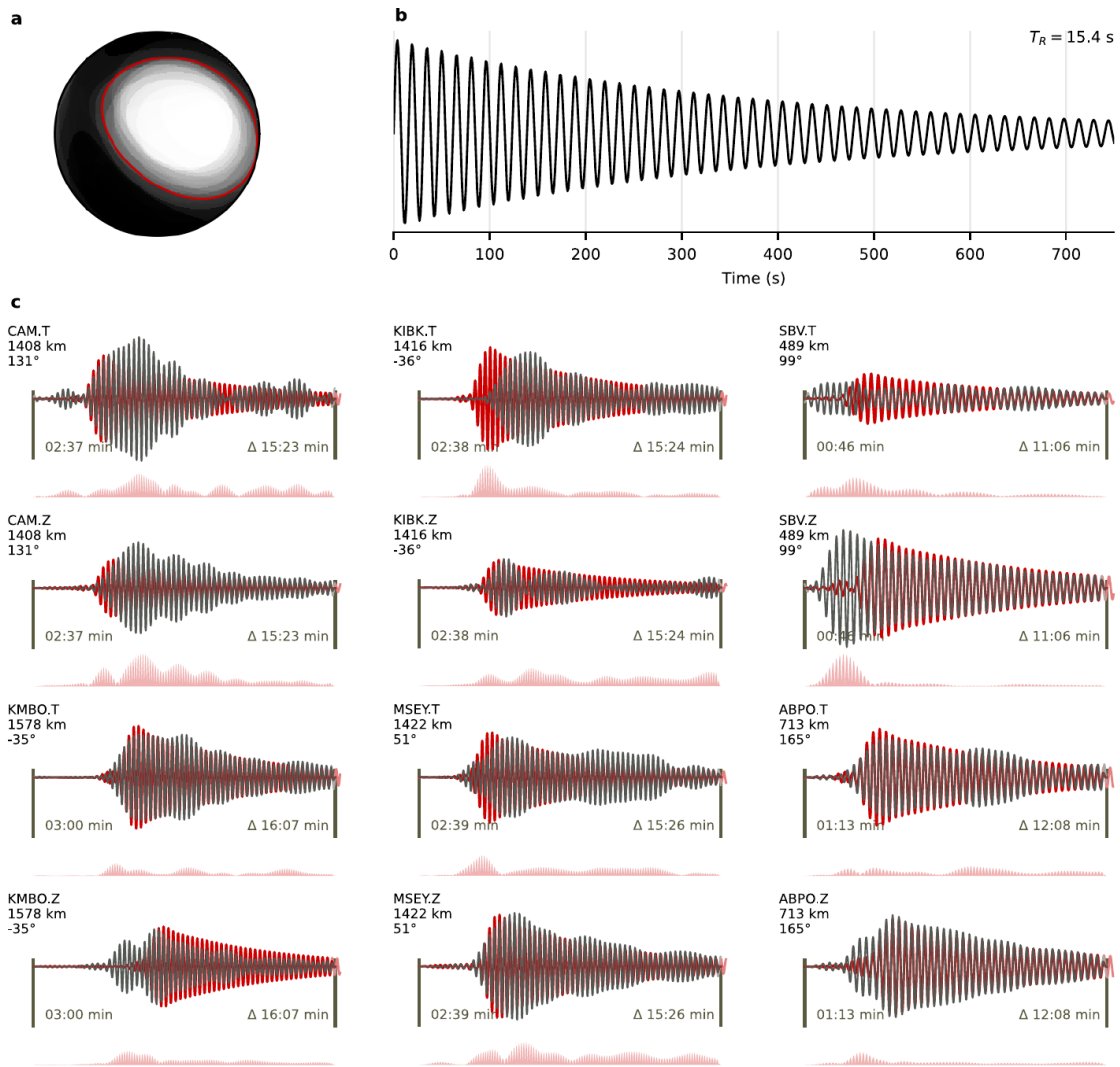 a
b
T_R = 15.4 s
0 100 200 300 400 500 600 700
Time (s)
c
CAM.T
1408 km
131°
02:37 min Δ 15:23 min
KIBK.T
1416 km
-36°
02:38 min Δ 15:24 min
SBV.T
489 km
99°
00:46 min Δ 11:06 min
CAM.Z
1408 km
131°
02:37 min Δ 15:23 min
KIBK.Z
1416 km
-36°
02:38 min Δ 15:24 min
SBV.Z
489 km
99°
00:46 min Δ 11:06 min
KMBO.T
1578 km
-35°
03:00 min Δ 16:07 min
MSEY.T
1422 km
51°
02:39 min Δ 15:26 min
ABPO.T
713 km
165°
01:13 min Δ 12:08 min
KMBO.Z
1578 km
-35°
03:00 min Δ 16:07 min
MSEY.Z
1422 km
51°
02:39 min Δ 15:26 min
ABPO.Z
713 km
165°
01:13 min Δ 12:08 min